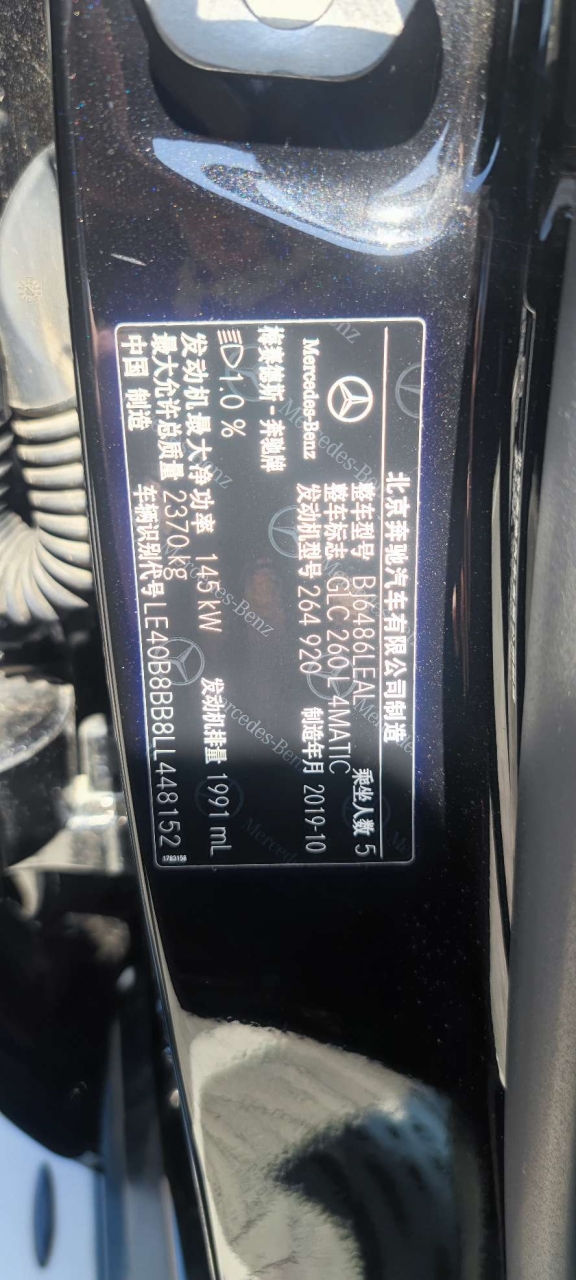 北京奔驰汽车有限公司制造
Mercedes-Benz
整车型号 BJ6486LEAL 乘坐人数 5
整车标志 GLC 260 L 4MATIC
发动机型号 264 920 制造年月 2019-10
梅赛德斯-奔驰牌
1.0 %
发动机最大净功率 145 kW 发动机排量 1991 mL
最大允许总质量 2370 kg
中国 制造 车辆识别代号 LE40B8BB8LL448152
1783158